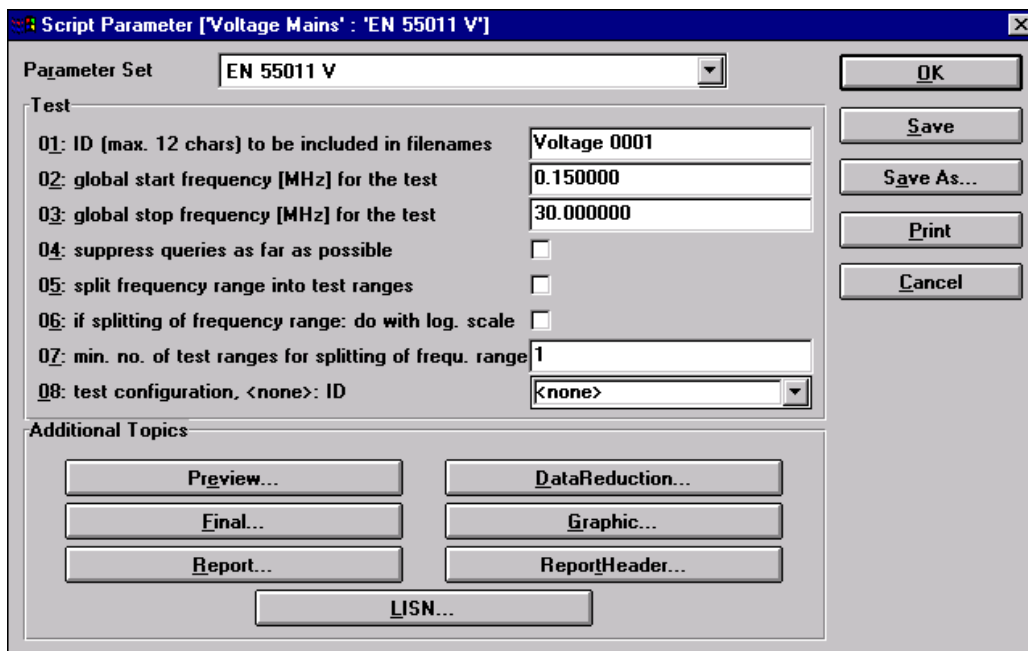 Script Parameter ['Voltage Mains' : 'EN 55011 V']
Parameter Set EN 55011 V
OK
Save
Save As...
Print
Cancel
Test
01: ID (max. 12 chars) to be included in filenames Voltage 0001
02: global start frequency [MHz] for the test 0.150000
03: global stop frequency [MHz] for the test 30.000000
04: suppress queries as far as possible
05: split frequency range into test ranges
06: if splitting of frequency range: do with log. scale
07: min. no. of test ranges for splitting of frequ. range 1
08: test configuration, <none>: ID <none>
Additional Topics
Preview... DataReduction...
Final... Graphic...
Report... ReportHeader...
LISN...